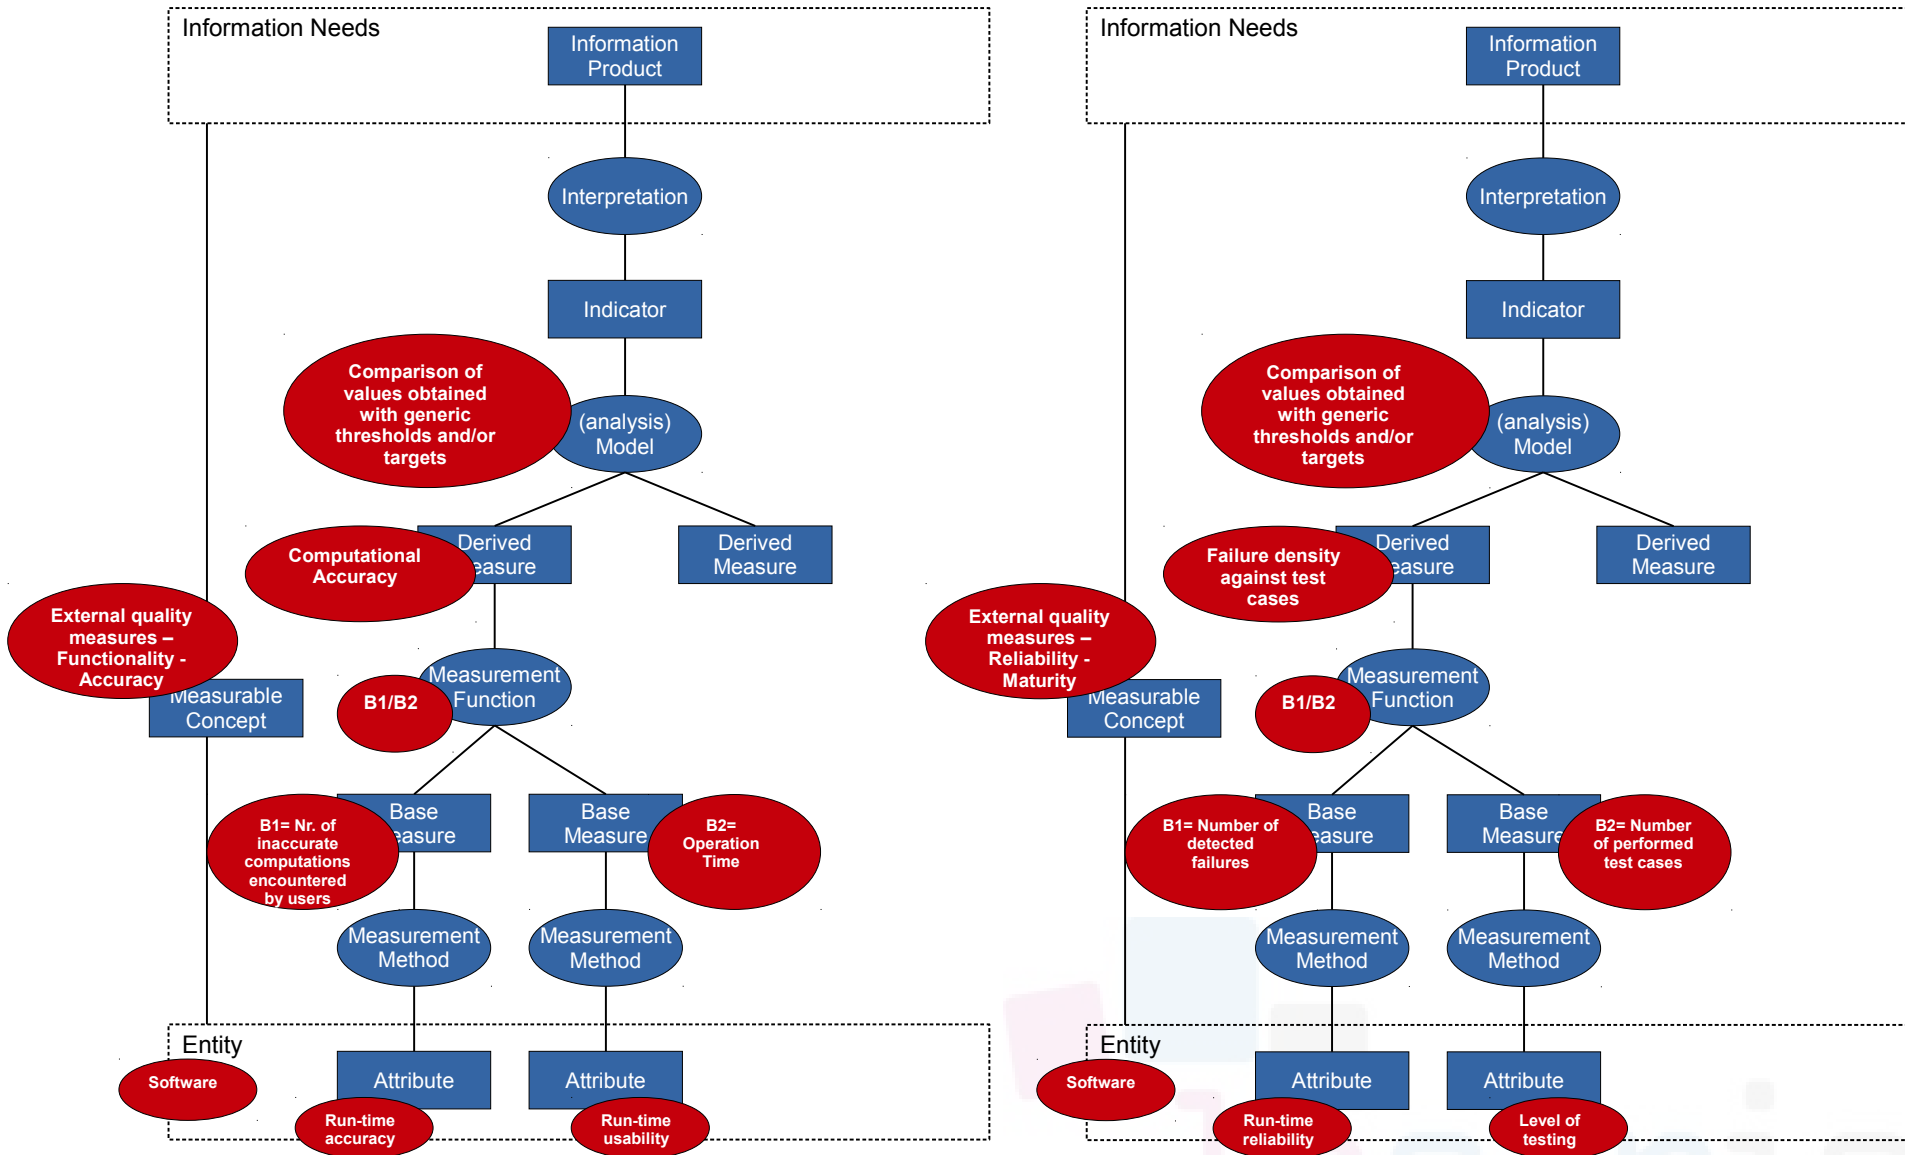 Information Needs
Information
Product
Interpretation
Indicator
Comparison of
values obtained
with generic
thresholds and/or
targets
(analysis)
Model
Computational
Accuracy
Derived
Measure
Derived
Measure
External quality
measures –
Functionality -
Accuracy
Measurable
Concept
Measurement
Function
B1/B2
Base
Measure
B1= Nr. of
inaccurate
computations
encountered
by users
Base
Measure
B2=
Operation
Time
Measurement
Method
Measurement
Method
Entity
Software
Attribute
Run-time
accuracy
Attribute
Run-time
usability
Information Needs
Information
Product
Interpretation
Indicator
Comparison of
values obtained
with generic
thresholds and/or
targets
(analysis)
Model
Failure density
against test
cases
Derived
Measure
Derived
Measure
External quality
measures –
Reliability -
Maturity
Measurable
Concept
Measurement
Function
B1/B2
Base
Measure
B1= Number of
detected
failures
Base
Measure
B2= Number
of performed
test cases
Measurement
Method
Measurement
Method
Entity
Software
Attribute
Run-time
reliability
Attribute
Level of
testing